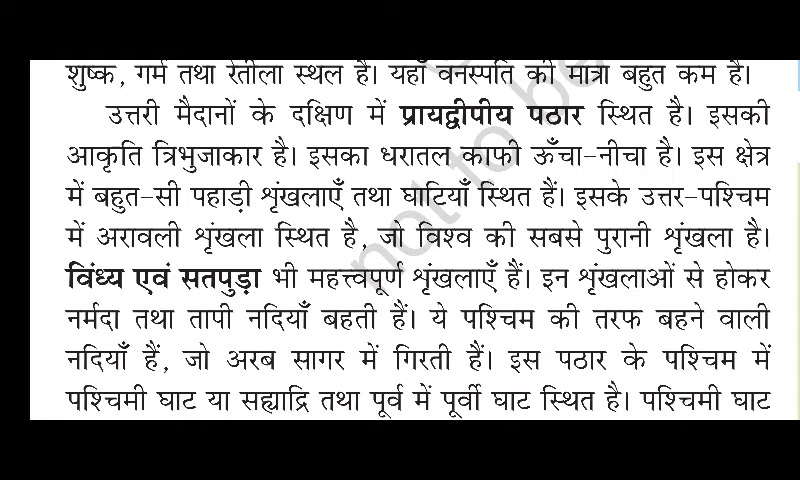 शुष्क, गर्म तथा रेतीला स्थल है। यहाँ वनस्पति की मात्रा बहुत कम है।
उत्तरी मैदानों के दक्षिण में प्रायद्वीपीय पठार स्थित है। इसकी
आकृति त्रिभुजाकार है। इसका धरातल काफी ऊँचा-नीचा है। इस क्षेत्र
में बहुत-सी पहाड़ी शृंखलाएँ तथा घाटियाँ स्थित हैं। इसके उत्तर-पश्चिम
में अरावली शृंखला स्थित है, जो विश्व की सबसे पुरानी शृंखला है।
विंध्य एवं सतपुड़ा भी महत्त्वपूर्ण शृंखलाएँ हैं। इन शृंखलाओं से होकर
नर्मदा तथा तापी नदियाँ बहती हैं। ये पश्चिम की तरफ बहने वाली
नदियाँ हैं, जो अरब सागर में गिरती हैं। इस पठार के पश्चिम में
पश्चिमी घाट या सह्याद्रि तथा पूर्व में पूर्वी घाट स्थित है। पश्चिमी घाट
not to be